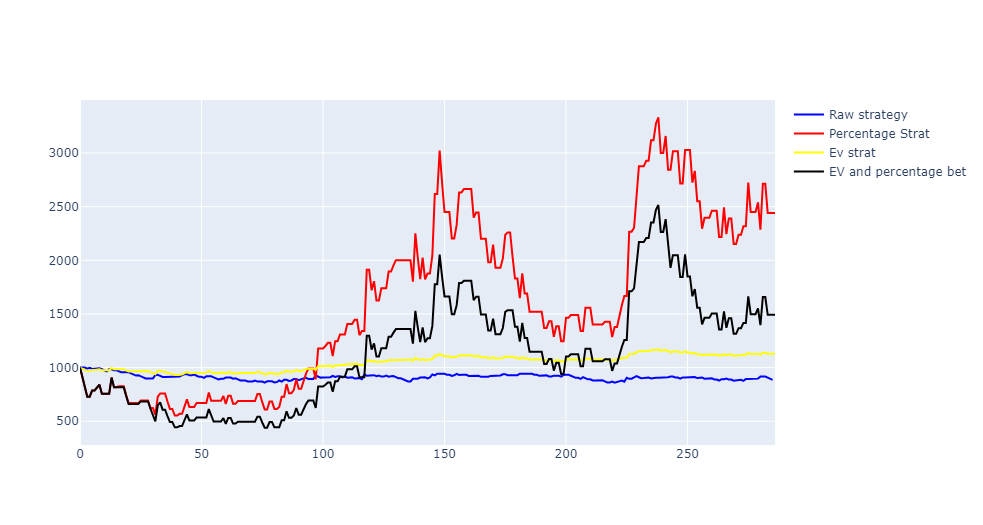 Raw strategy
Percentage Strat
Ev strat
EV and percentage bet
3000
2500
2000
1500
1000
500
0 50 100 150 200 250